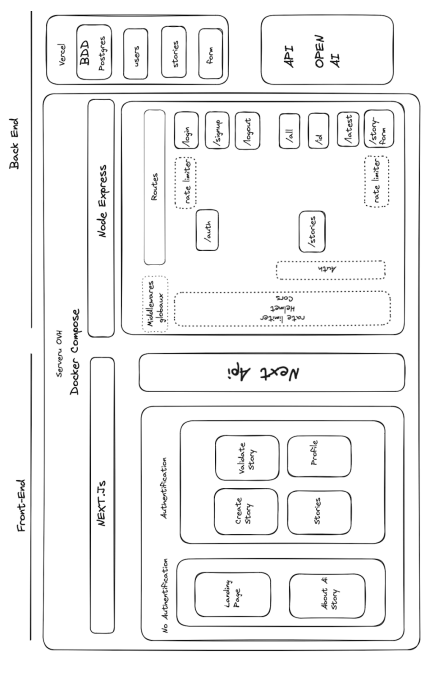 Front-End
Back End
Serveru OVH
Docker Compose
NEXT.Js
Node Express
No Authentification
Landing
Page
About Ai
Story
Authentification
Create
Story
Validate
Story
Stories
Profile
Next Api
Middlewares
globaux
rate limiter
Helmet
Cors
Routes
/auth
rate limiter
/login
/signup
/logout
Auth
/stories
/all
/id
/latest
rate limiter
/story-
form
Vercel
BDD
Postgres
users
stories
form
API
OPEN
AI